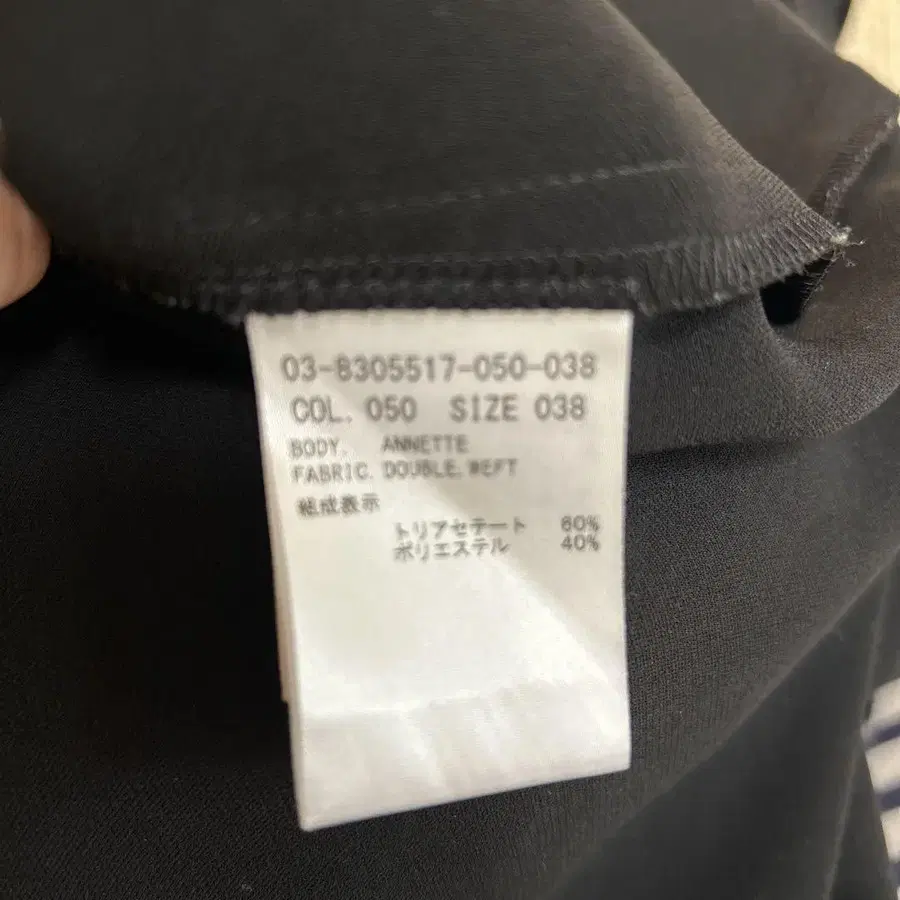 03-8305517-050-038
COL. 050 SIZE 038
BODY. ANNETTE
FABRIC. DOUBLE.WEFT
組成表示
トリアセテート 60%
ポリエステル 40%